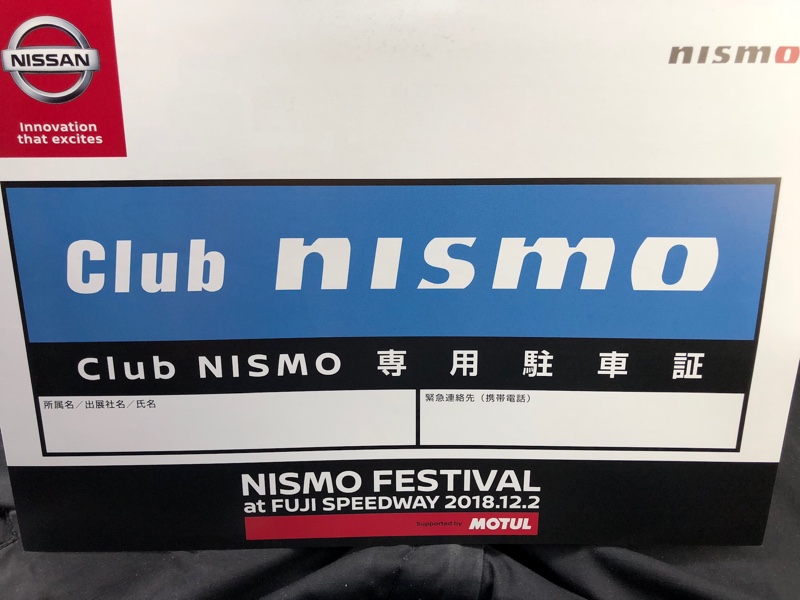 NISSAN
Innovation
that excites
nismo
Club nismo
Club NISMO 専用駐車証
所属名／出展社名／氏名
緊急連絡先（携帯電話）
NISMO FESTIVAL
at FUJI SPEEDWAY 2018.12.2
Supported by MOTUL